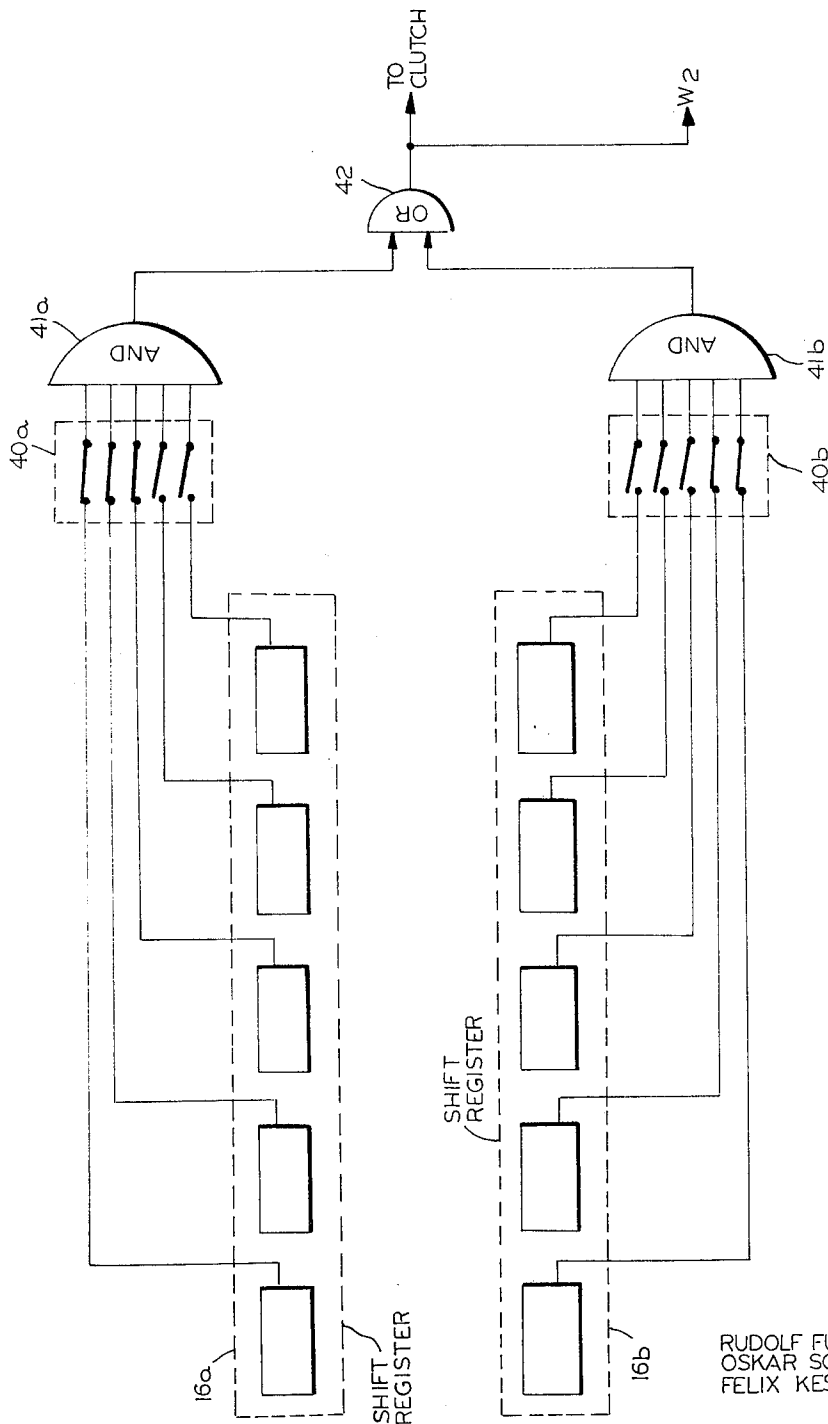 TO
CLUTCH
W2
42
OR
41a
AND
40a
AND
41b
40b
16a
SHIFT
REGISTER
SHIFT
REGISTER
16b
RUDOLF
OSKAR
FELIX